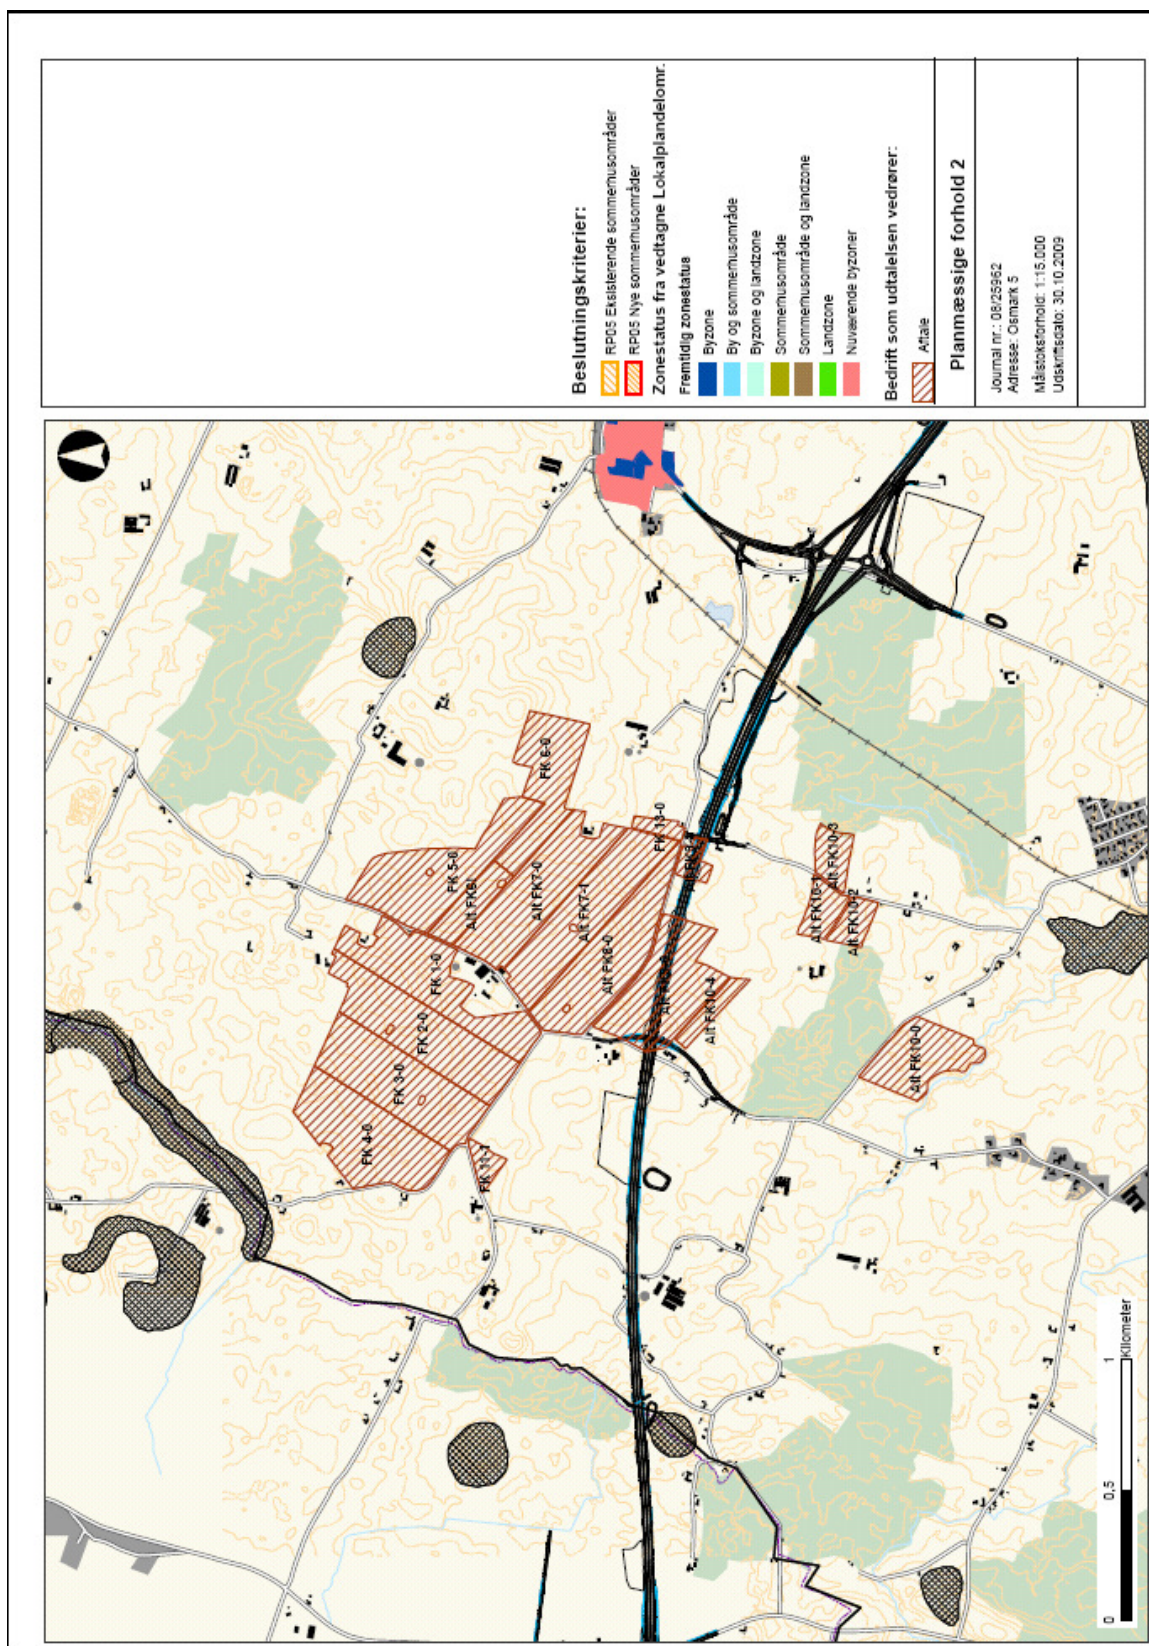 Beslutningskriterier:
RP05 Eksisterende sommerhusområder
RP05 Nye sommerhusområder
Zonestatus fra vedtagne Lokalplandelomr.
Fremtidig zonestatus
Byzone
By og sommerhusområde
Byzone og landzone
Sommerhusområde
Sommerhusområde og landzone
Landzone
Nuværende byzoner
Bedrift som udtalelsen vedrører:
Aftale
Planmæssige forhold 2
Journal nr.: 08/25962
Adresse: Osmark 5
Målstoksforhold: 1:15.000
Udskriftsdato: 30.10.2009
FK 6-0
FK 5-0
Alt FK6I
Alt FK7-0
Alt FK7-1
FK 13-0
Alt FK8-0
FK 1-0
FK 2-0
FK 3-0
FK 4-0
FK 11-1
Alt FK10-4
Alt FK10-3
Alt FK10-1
Alt FK10-2
Alt FK10-0
0
0,5
1
Kilometer